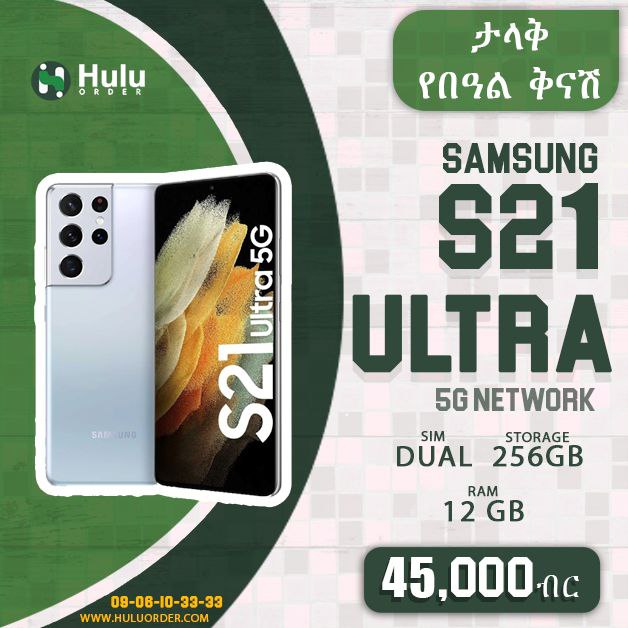 Hulu
ORDER
ታላቅ
የበዓል ቅናሽ
SAMSUNG
S21
ULTRA
5G NETWORK
SIM
DUAL
STORAGE
256GB
RAM
12 GB
45,000ብር
S21 Ultra 5G
SAMSUNG
09-06-10-33-33
WWW.HULUORDER.COM